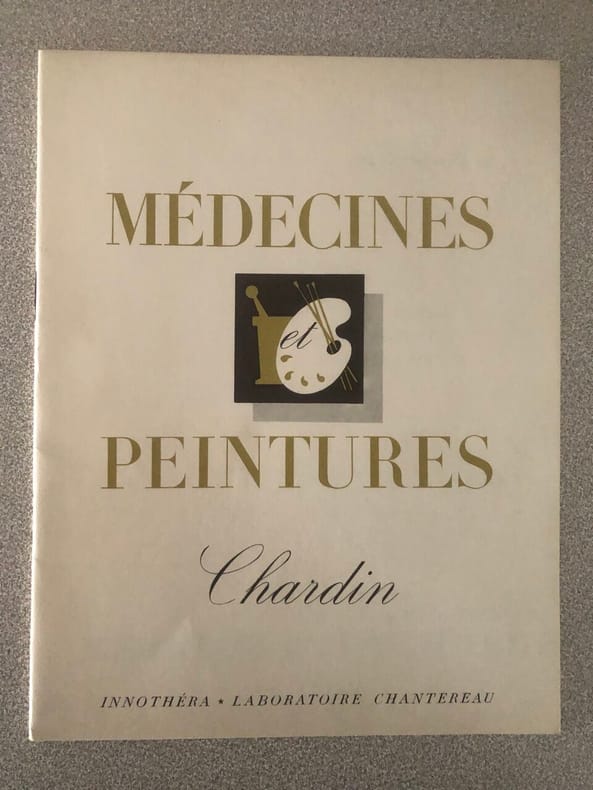 MÉDECINES
et
PEINTURES
Chardin
INNOTHÉRA ★ LABORATOIRE CHANTEREAU